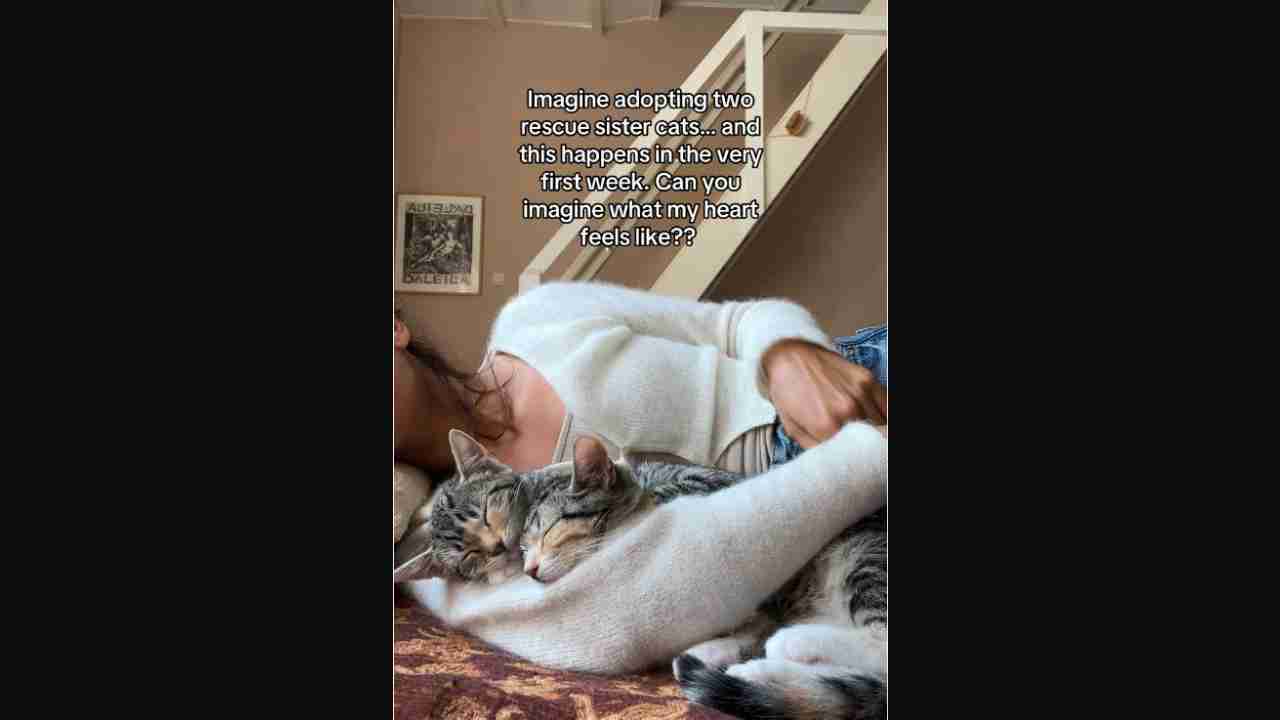 Imagine adopting two
rescue sister cats... and
this happens in the very
first week. Can you
imagine what my heart
feels like??